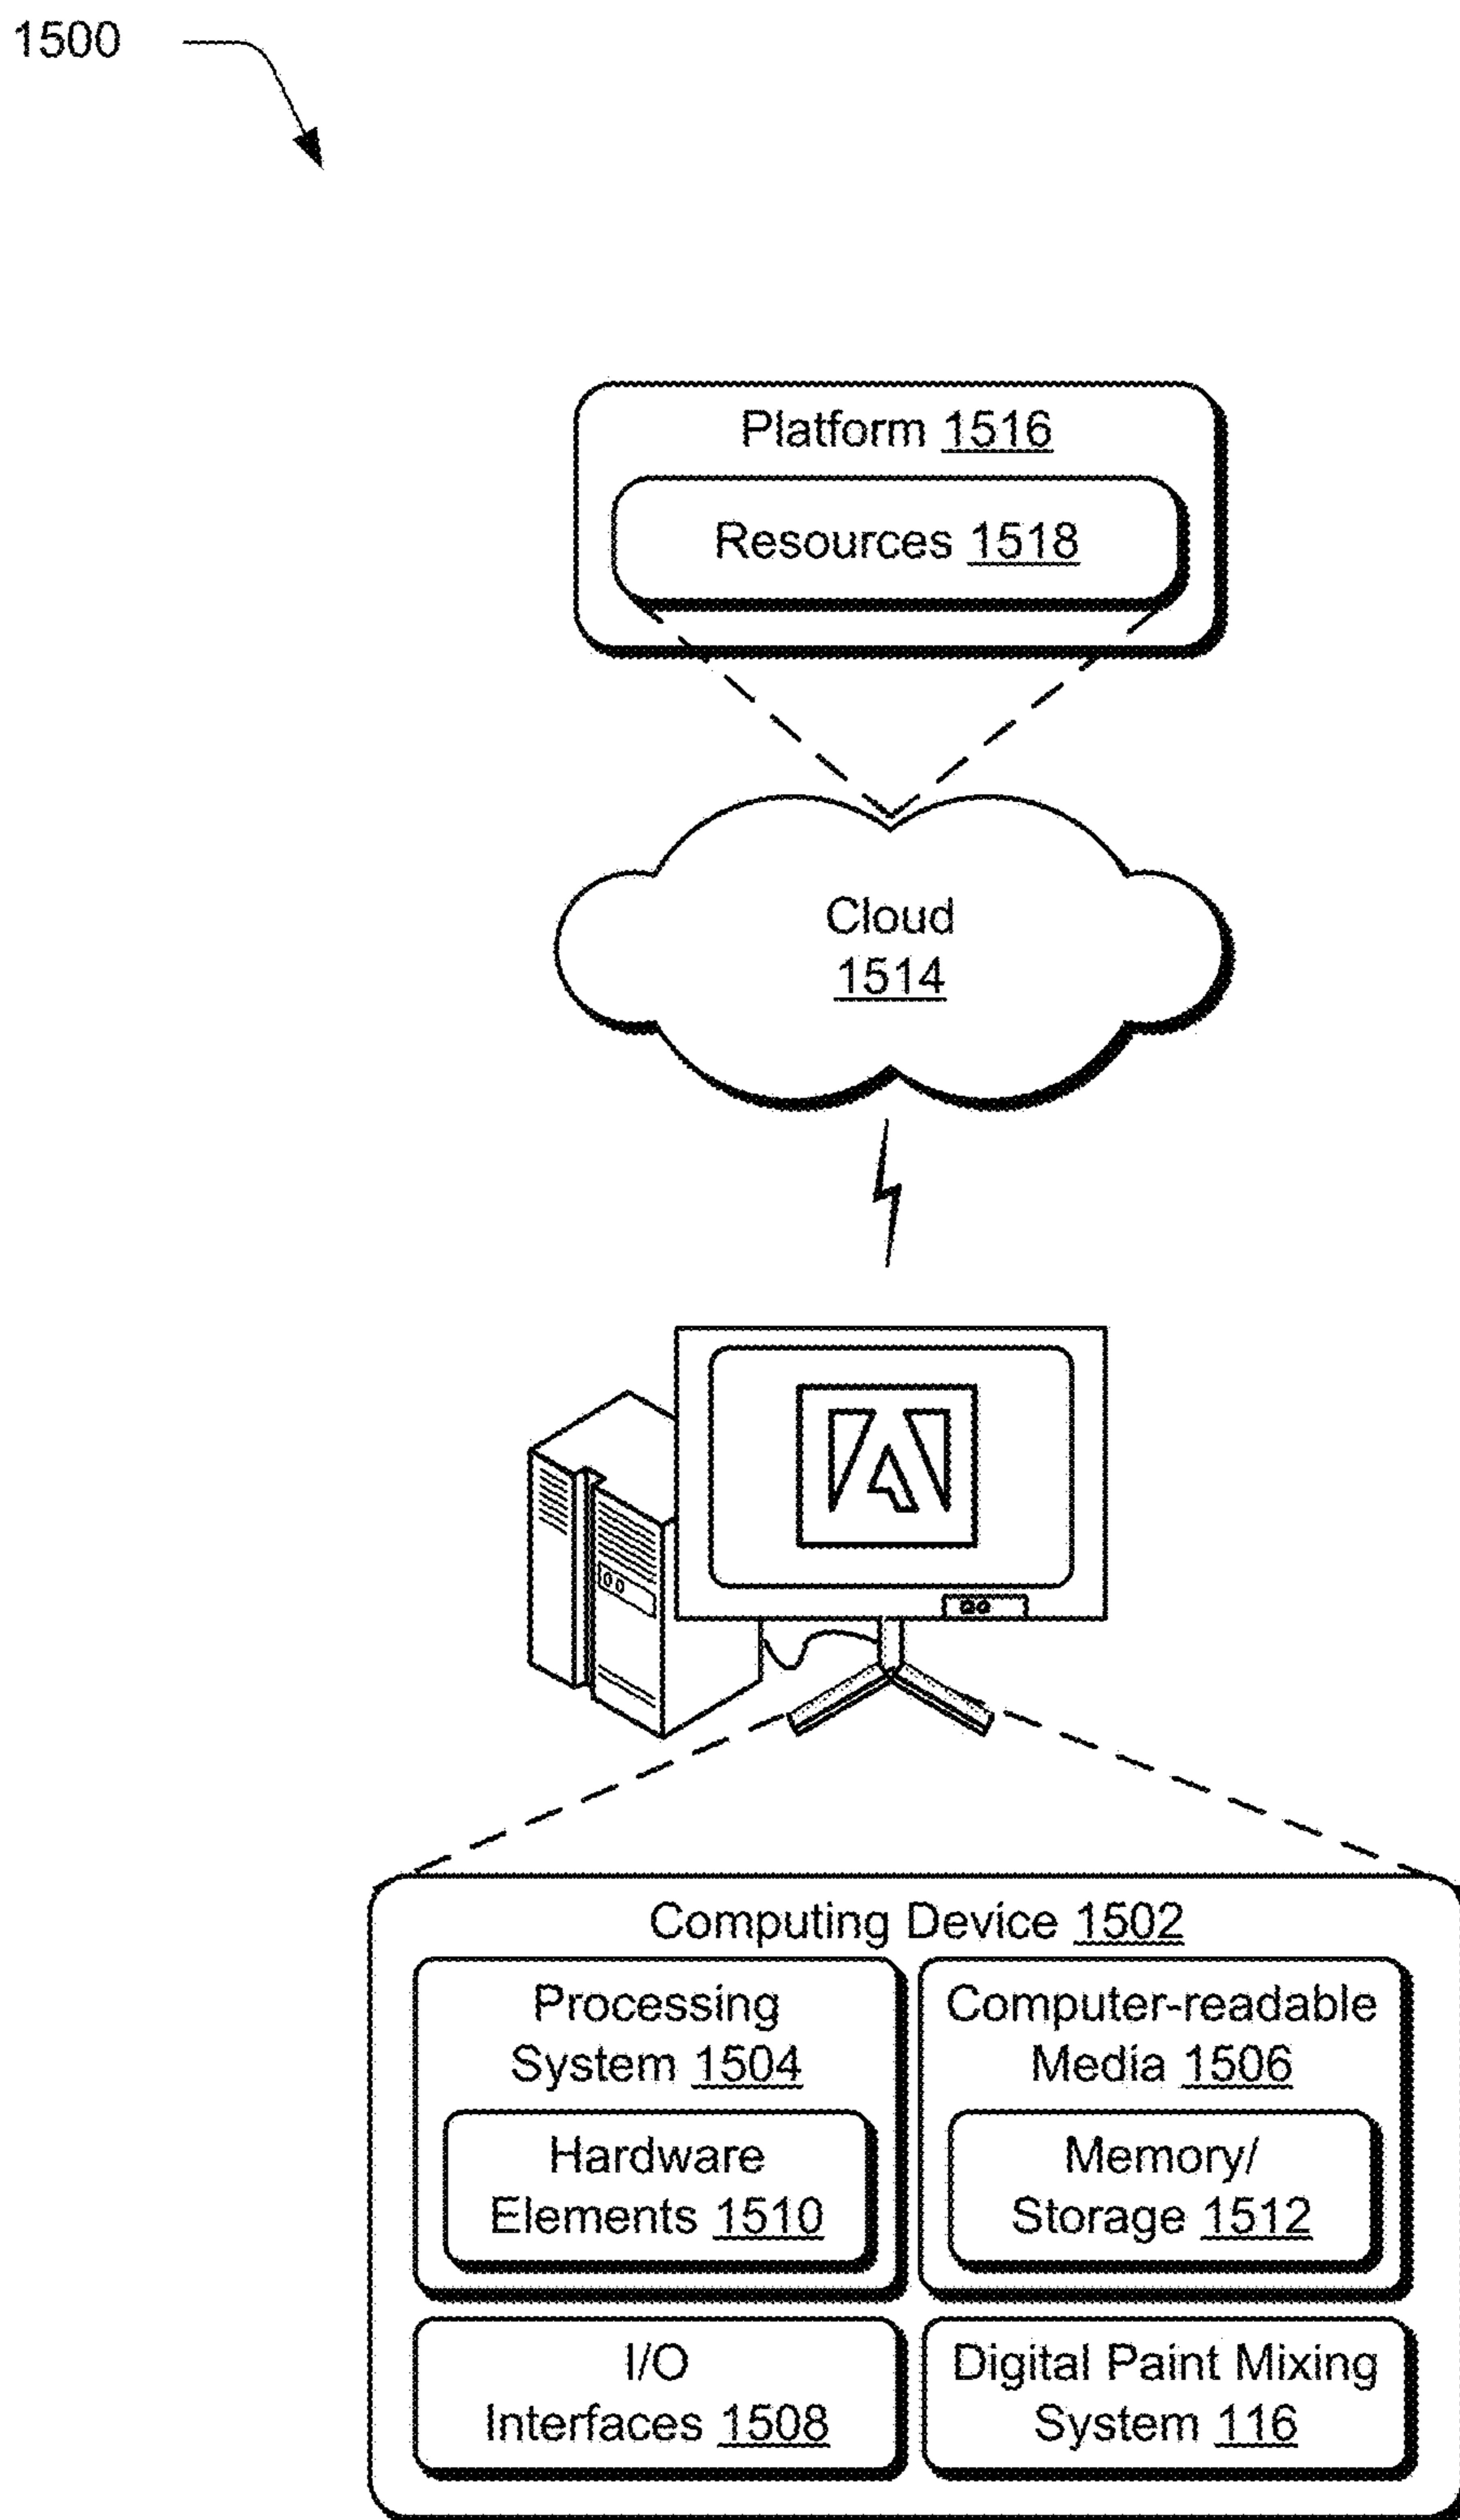 1500
Platform 1516
Resources 1518
Cloud
1514
Computing Device 1502
Processing
System 1504
Hardware
Elements 1510
Computer-readable
Media 1506
Memory/
Storage 1512
I/O
Interfaces 1508
Digital Paint Mixing
System 116